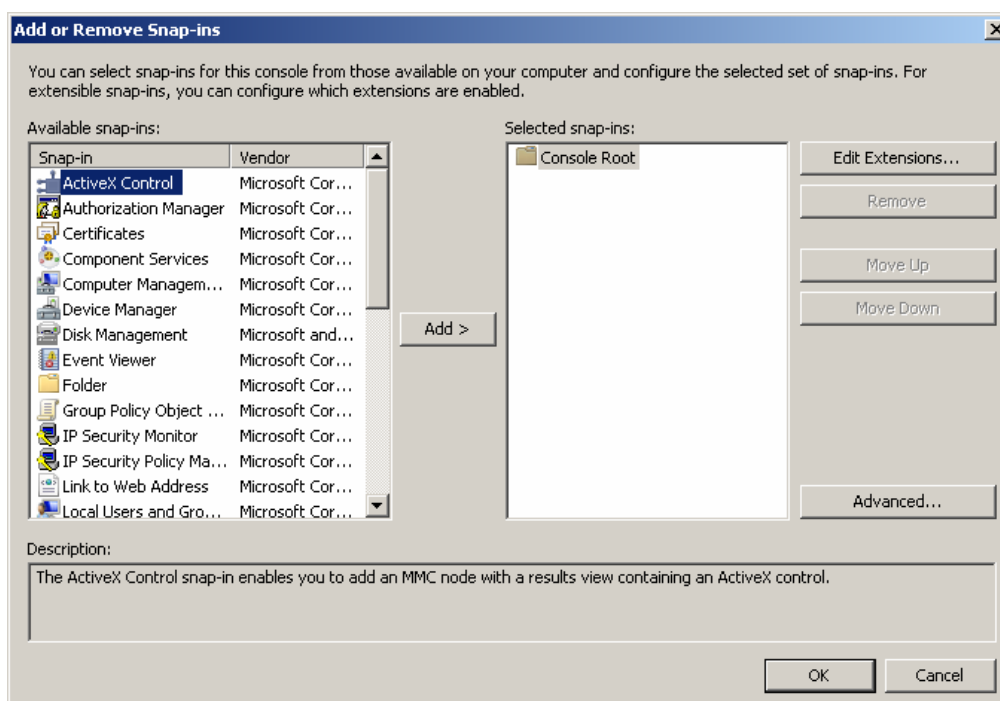 Add or Remove Snap-ins
You can select snap-ins for this console from those available on your computer and configure the selected set of snap-ins. For
extensible snap-ins, you can configure which extensions are enabled.
Available snap-ins:
Selected snap-ins:
Snap-in Vendor
ActiveX Control Microsoft Cor...
Authorization Manager Microsoft Cor...
Certificates Microsoft Cor...
Component Services Microsoft Cor...
Computer Managem... Microsoft Cor...
Device Manager Microsoft Cor...
Disk Management Microsoft and...
Event Viewer Microsoft Cor...
Folder Microsoft Cor...
Group Policy Object ... Microsoft Cor...
IP Security Monitor Microsoft Cor...
IP Security Policy Ma... Microsoft Cor...
Link to Web Address Microsoft Cor...
Local Users and Gro... Microsoft Cor...
Add >
Console Root
Edit Extensions...
Remove
Move Up
Move Down
Advanced...
Description:
The ActiveX Control snap-in enables you to add an MMC node with a results view containing an ActiveX control.
OK
Cancel